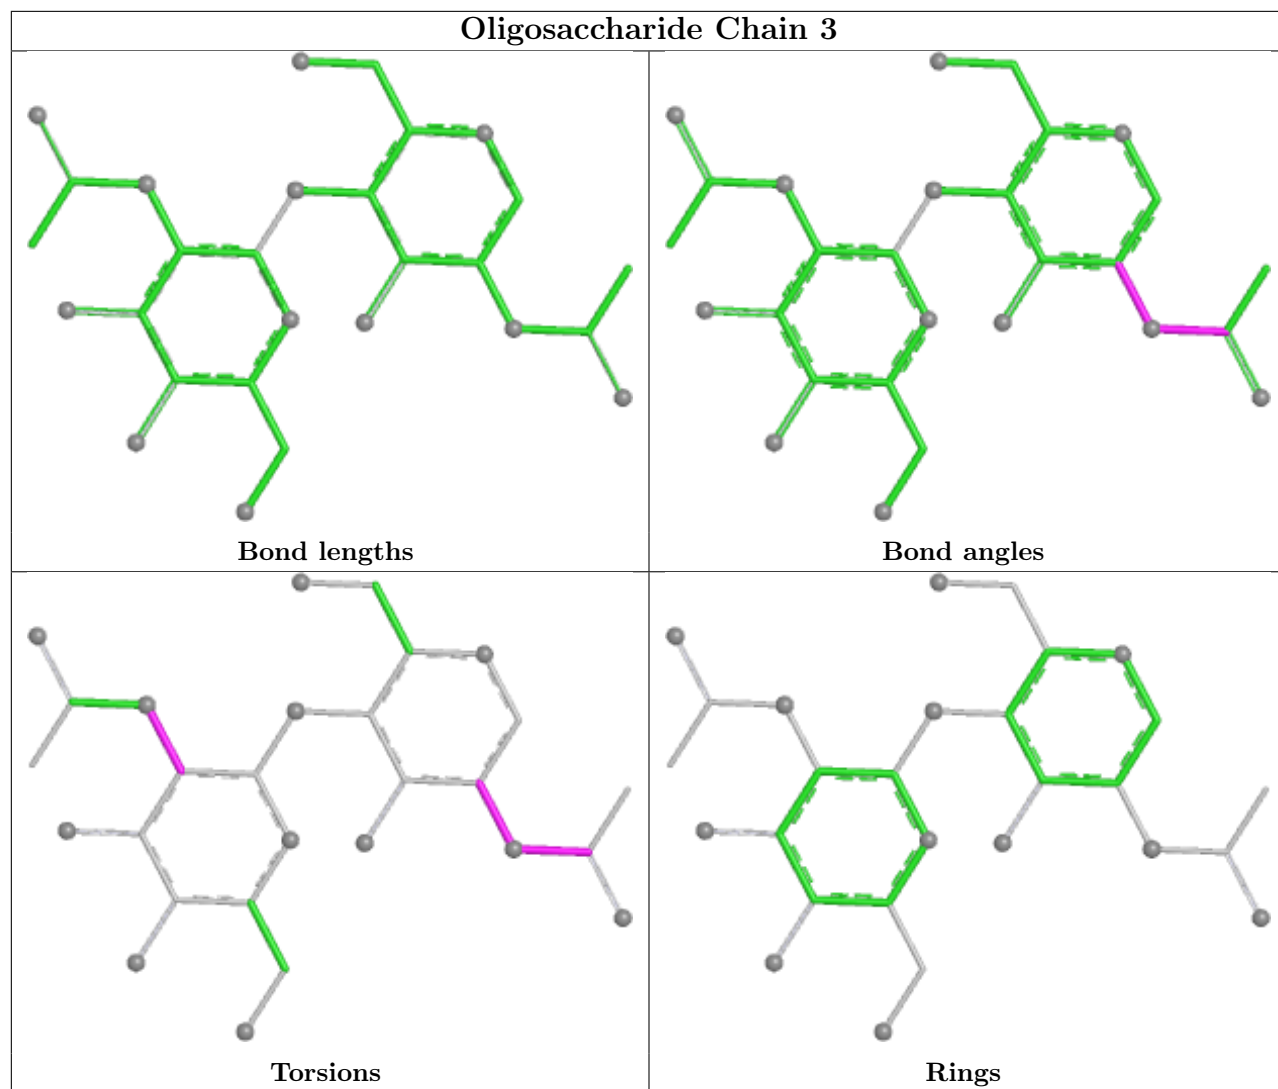 Oligosaccharide Chain 3
Bond lengths
Bond angles
Torsions
Rings